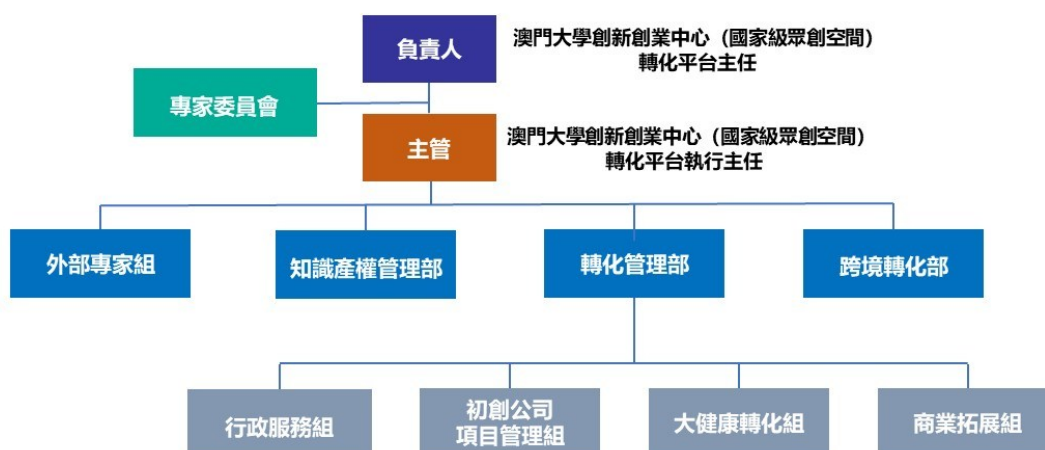 負責人
澳門大學創新創業中心（國家級眾創空間）
轉化平台主任
專家委員會
主管
澳門大學創新創業中心（國家級眾創空間）
轉化平台執行主任
外部專家組
知識產權管理部
轉化管理部
跨境轉化部
行政服務組
初創公司
項目管理組
大健康轉化組
商業拓展組